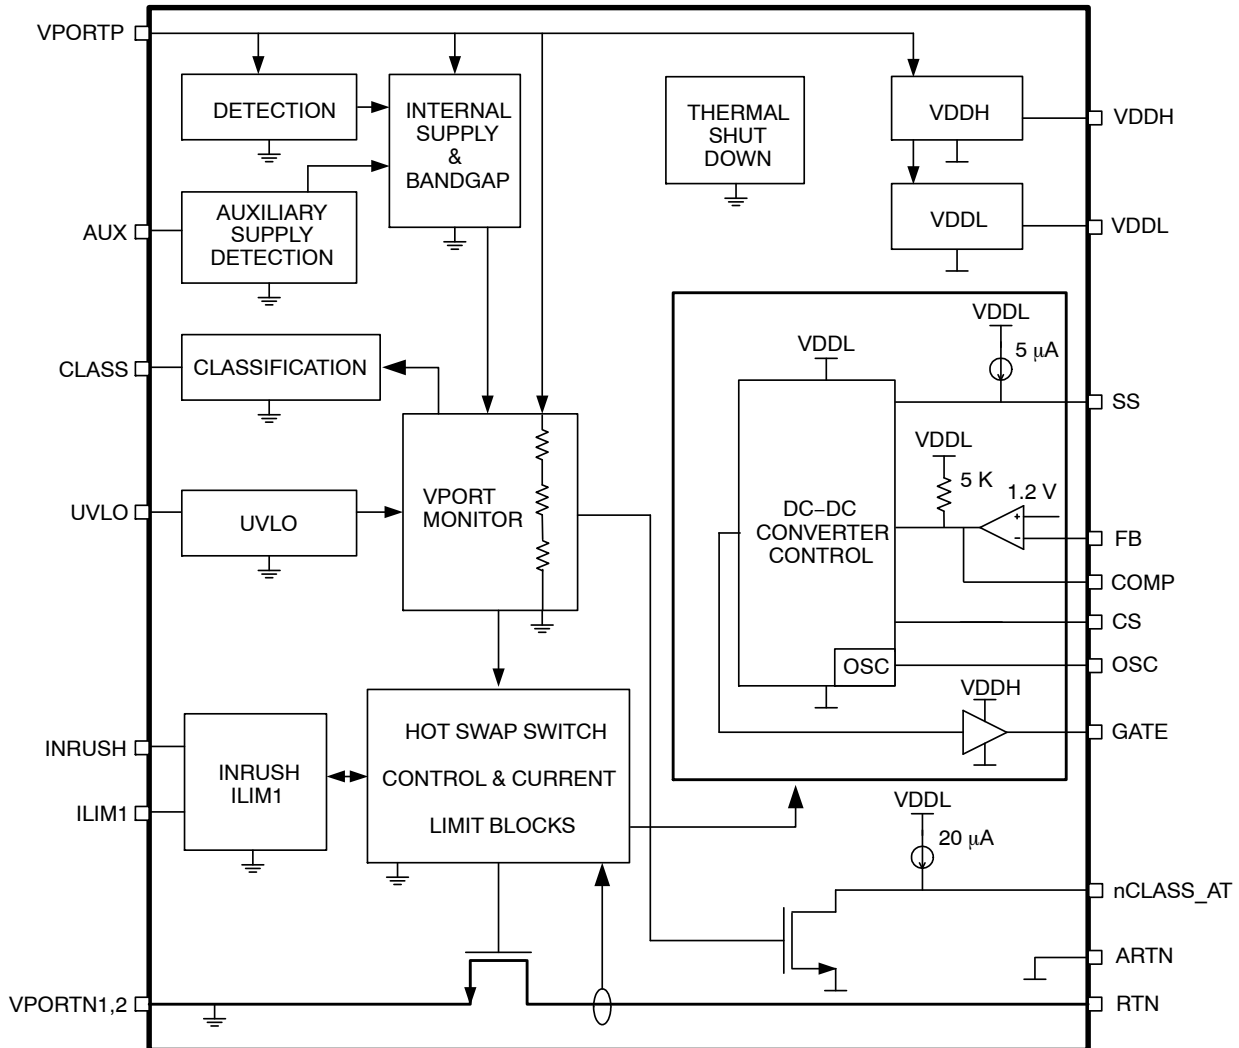 VPORTP
DETECTION
INTERNAL
SUPPLY
&
BANDGAP
THERMAL
SHUT
DOWN
VDDH
VDDH
AUX
AUXILIARY
SUPPLY
DETECTION
VDDL
VDDL
CLASS
CLASSIFICATION
VDDL
VDDL
5 μA
SS
UVLO
UVLO
VPORT
MONITOR
DC−DC
CONVERTER
CONTROL
VDDL
5 K
1.2 V
+
−
FB
COMP
CS
OSC
OSC
VDDH
GATE
INRUSH
ILIM1
INRUSH
ILIM1
HOT SWAP SWITCH
CONTROL & CURRENT
LIMIT BLOCKS
VDDL
20 μA
nCLASS_AT
ARTN
VPORTN1,2
RTN